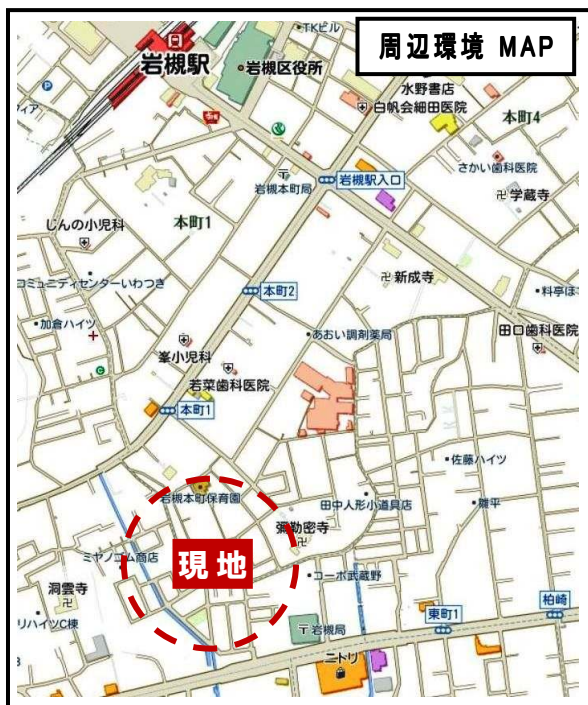 周辺環境 MAP
TKビル
岩槻駅
岩槻区役所
水野書店
白帆会細田医院
本町4
さかい歯科医院
岩槻本町局
岩槻駅入口
学蔵寺
本町1
じんの小児科
新成寺
コミュニティセンターいわつき
本町2
料亭ほ
加倉ハイツ
あおい調剤薬局
田口歯科医院
峯小児科
若菜歯科医院
本町1
佐藤ハイツ
岩槻本町保育園
田中人形小道具店
雛平
彌勒密寺
ミヤノゴム商店
現地
コーポ武蔵野
洞雲寺
リハイツC棟
岩槻局
東町1
柏崎
ニトリ